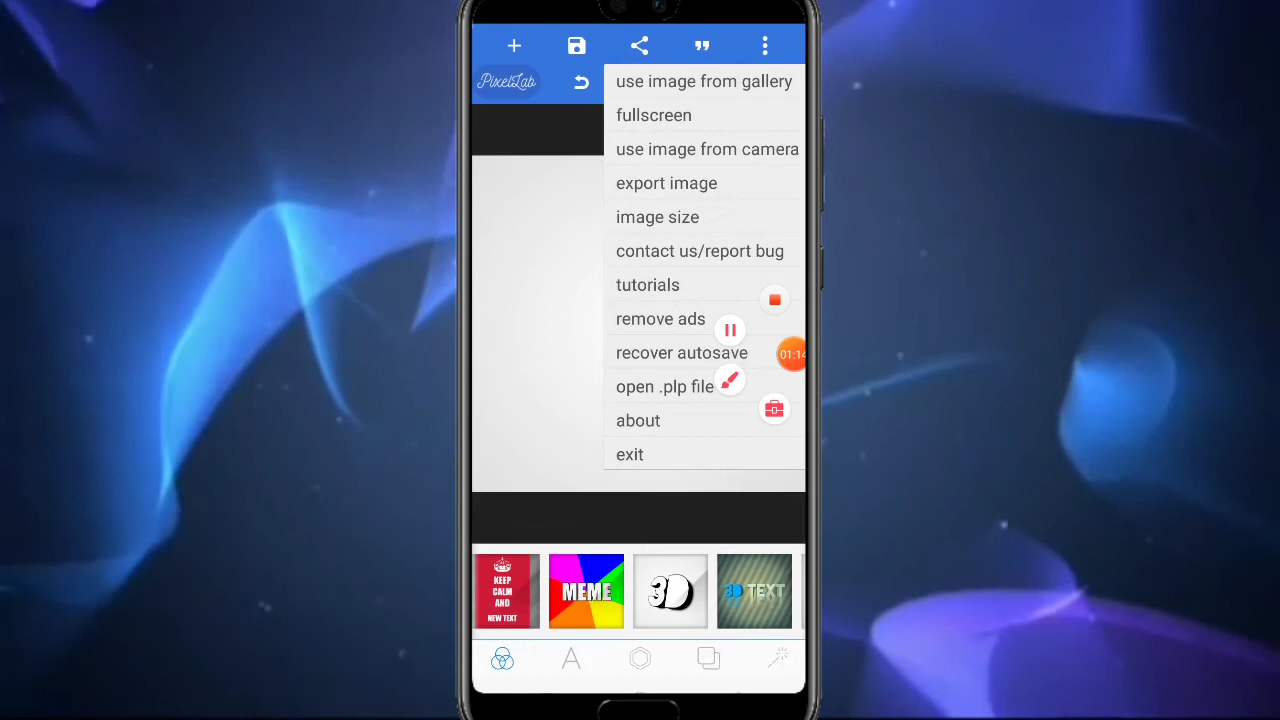 PixelLab
use image from gallery
fullscreen
use image from camera
export image
image size
contact us/report bug
tutorials
remove ads
recover autosave
01:14
open .plp file
about
exit
KEEP
CALM
AND
NEW TEXT
MEME
3D
3D TEXT